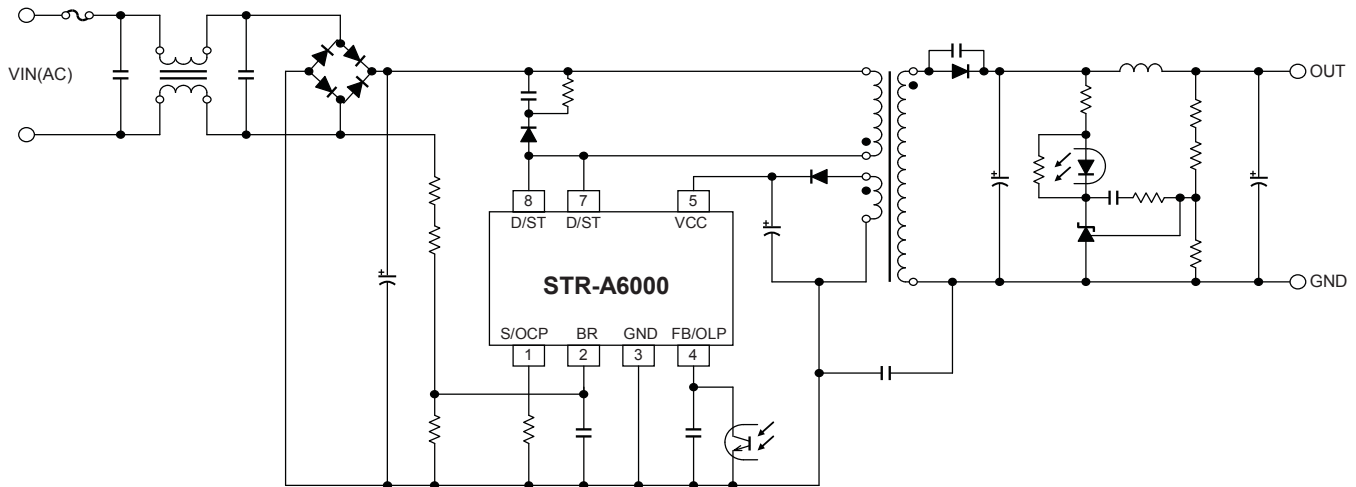 VIN(AC)
OUT
8
7
5
D/ST
D/ST
VCC
STR-A6000
GND
S/OCP
BR
GND
FB/OLP
1
2
3
4